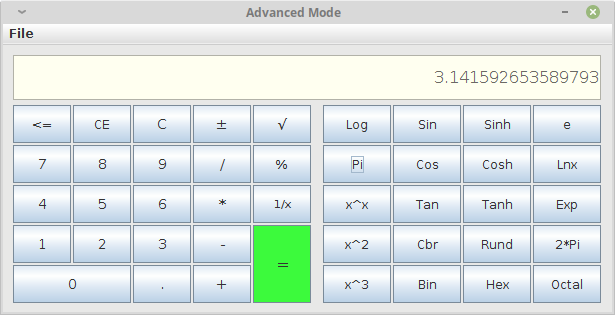 Advanced Mode
File
3.141592653589793
<= CE C ± √ Log Sin Sinh e
7 8 9 / % Pi Cos Cosh Lnx
4 5 6 * 1/x x^x Tan Tanh Exp
1 2 3 - = x^2 Cbr Rund 2*Pi
0 . + x^3 Bin Hex Octal